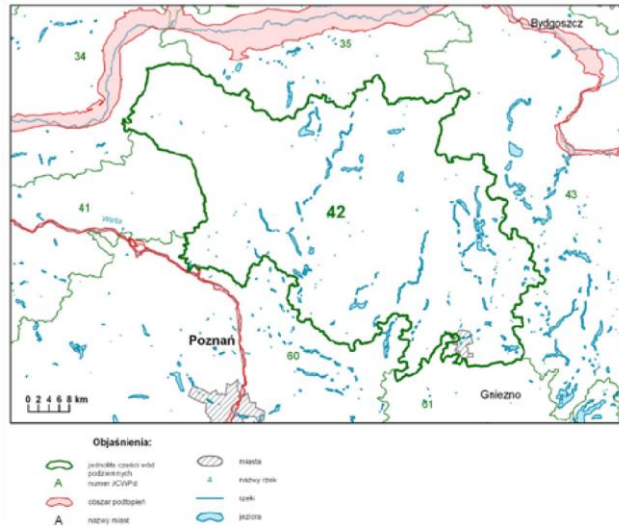 Bydgoszcz
34
35
43
41
Warta
42
Poznań
60
Gniezno
61
0 2 4 6 8 km
Objaśnienia:
jednolite części wód
podziemnych
A numer JCWPd
obszar podtopień
A nazwy miast
miasta
A nazwy rzek
rzeki
jeziora